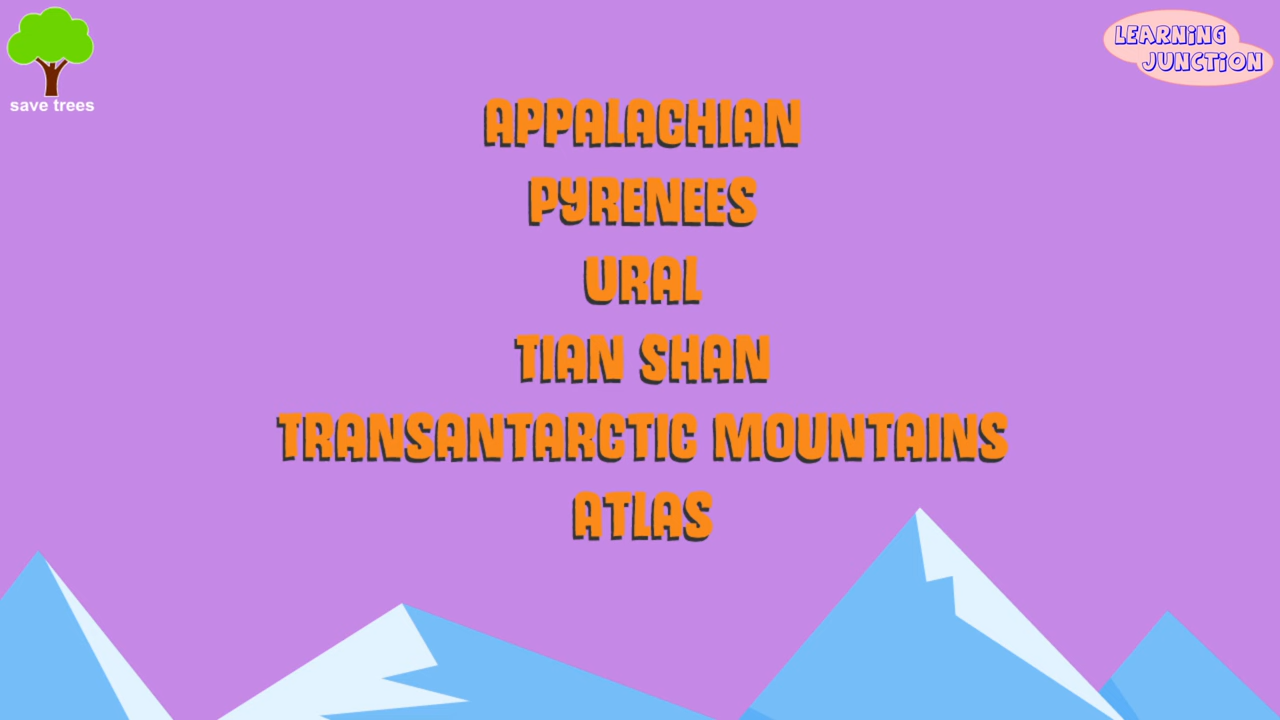 save trees
LEARNING
JUNCTION
APPALACHIAN
PYRENEES
URAL
TIAN SHAN
TRANSANTARCTIC MOUNTAINS
ATLAS